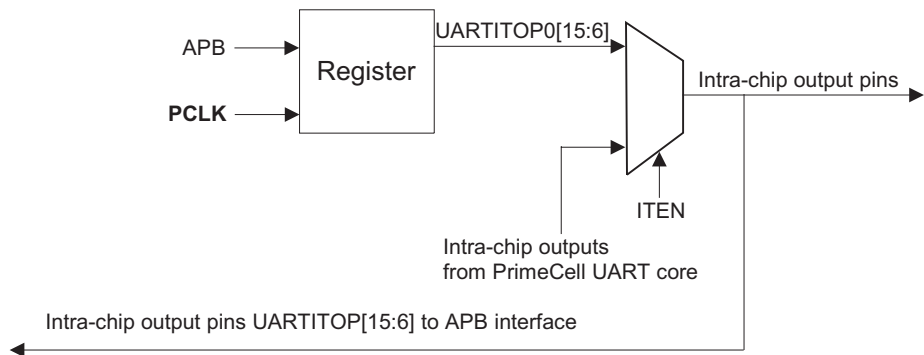 UARTITOP0[15:6]
APB
Register
PCLK
Intra-chip output pins
ITEN
Intra-chip outputs
from PrimeCell UART core
Intra-chip output pins UARTITOP[15:6] to APB interface